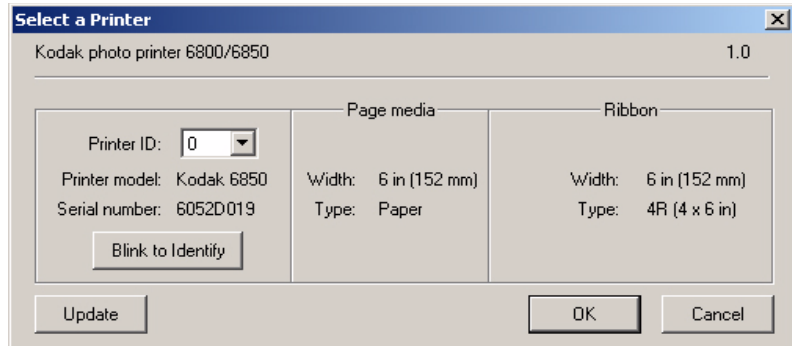 Select a Printer
Kodak photo printer 6800/6850 1.0
Page media Ribbon
Printer ID: 0
Printer model: Kodak 6850 Width: 6 in (152 mm) Width: 6 in (152 mm)
Serial number: 6052D019 Type: Paper Type: 4R (4 x 6 in)
Blink to Identify
Update OK Cancel